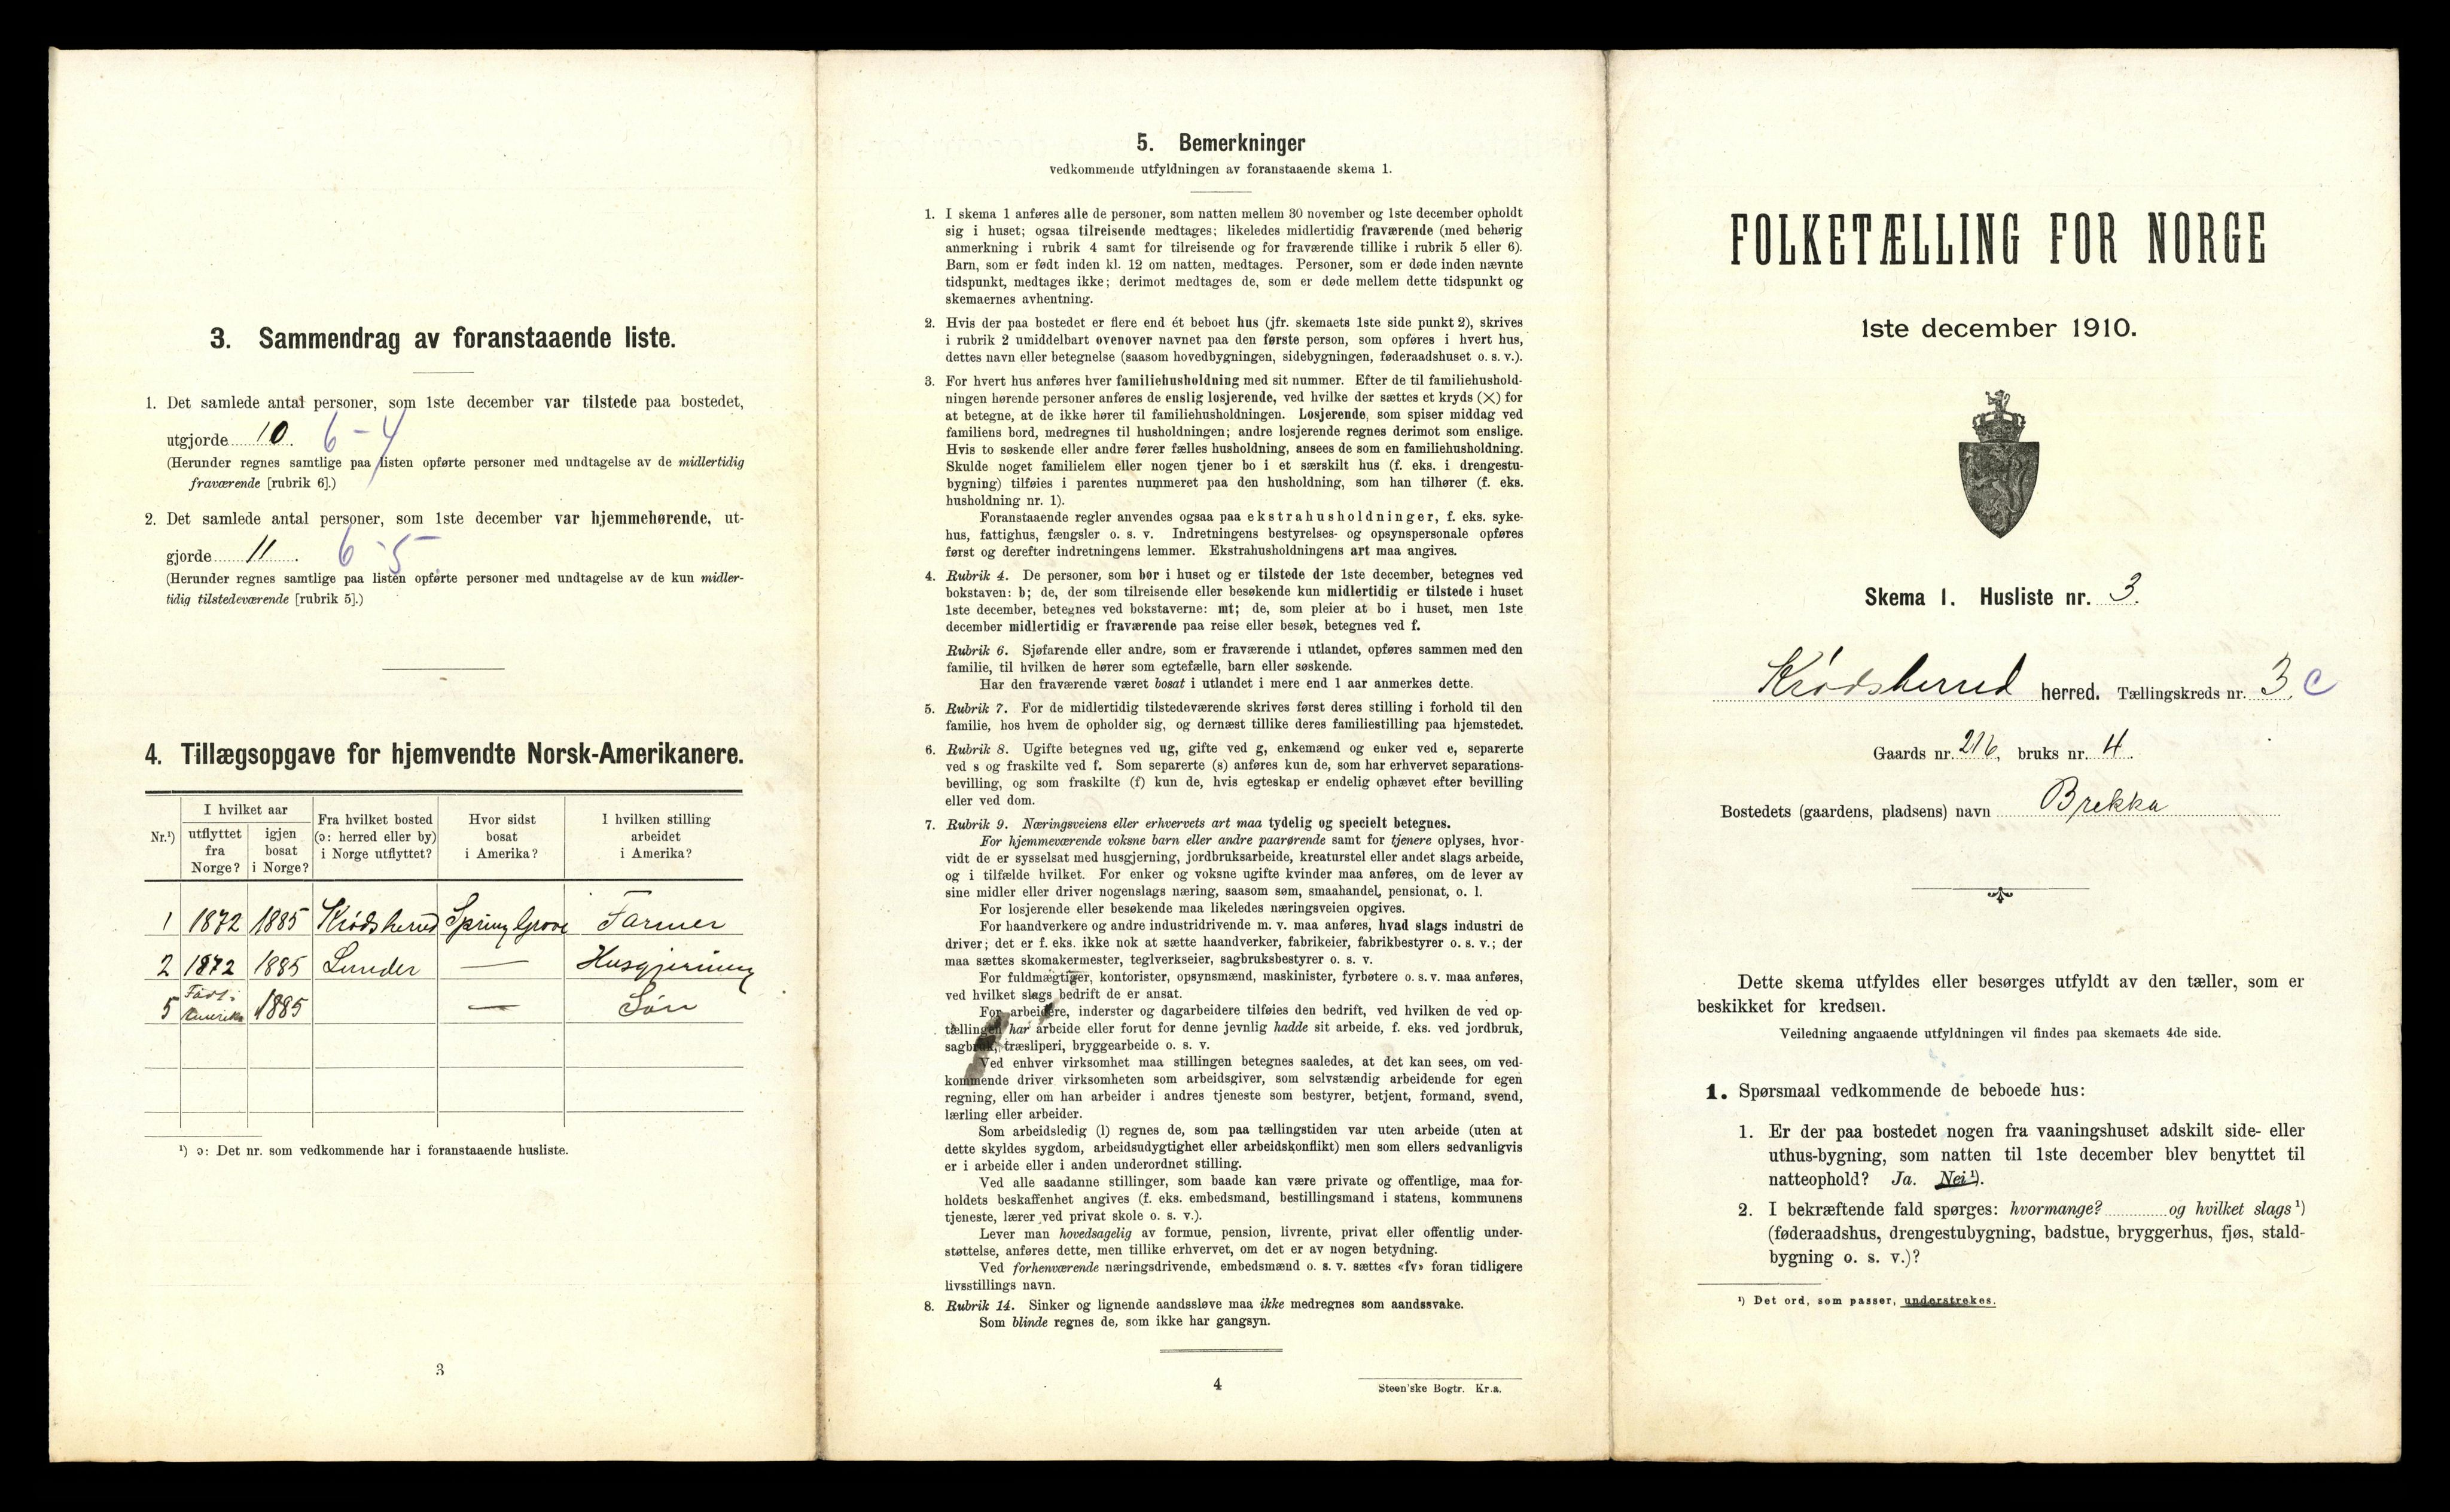 3. Sammendrag av foranstaaende liste.
1. Det samlede antal personer, som 1ste december var tilstede paa bostedet,
utgjorde 10. 6 - 4
(Herunder regnes samtlige paa listen opførte personer med undtagelse av de midlertidig
fraværende [rubrik 6].)
2. Det samlede antal personer, som 1ste december var hjemmehørende, ut-
gjorde 11. 6 - 5
(Herunder regnes samtlige paa listen opførte personer med undtagelse av de kun midler-
tidig tilstedeværende [rubrik 5].)
4. Tillægsopgave for hjemvendte Norsk-Amerikanere.
Nr.¹) I hvilket aar utflyttet fra Norge? igjen bosat i Norge? Fra hvilket bosted (ɔ: herred eller by) i Norge utflyttet? Hvor sidst bosat i Amerika? I hvilken stilling arbeidet i Amerika?
1 1872 1885 Krødsherred Spring Grove Farmer
2 1872 1885 Lunder — Husgjerning
5 Født i Amerika 1885 — Søn
¹) ɔ: Det nr. som vedkommende har i foranstaaende husliste.
3
5. Bemerkninger
vedkommende utfyldningen av foranstaaende skema 1.
1. I skema 1 anføres alle de personer, som natten mellem 30 november og 1ste december opholdt
sig i huset; ogsaa tilreisende medtages; likeledes midlertidig fraværende (med behørig
anmerkning i rubrik 4 samt for tilreisende og for fraværende tillike i rubrik 5 eller 6).
Barn, som er født inden kl. 12 om natten, medtages. Personer, som er døde inden nævnte
tidspunkt, medtages ikke; derimot medtages de, som er døde mellem dette tidspunkt og
skemaernes avhentning.
2. Hvis der paa bostedet er flere end ét beboet hus (jfr. skemaets 1ste side punkt 2), skrives
i rubrik 2 umiddelbart ovenover navnet paa den første person, som opføres i hvert hus,
dettes navn eller betegnelse (saasom hovedbygningen, sidebygningen, føderaadshuset o. s. v.).
3. For hvert hus anføres hver familiehusholdning med sit nummer. Efter de til familiehushold-
ningen hørende personer anføres de enslig losjerende, ved hvilke der sættes et kryds (×) for
at betegne, at de ikke hører til familiehusholdningen. Losjerende, som spiser middag ved
familiens bord, medregnes til husholdningen; andre losjerende regnes derimot som enslige.
Hvis to søskende eller andre fører fælles husholdning, ansees de som en familiehusholdning.
Skulde noget familielem eller nogen tjener bo i et særskilt hus (f. eks. i drengestu-
bygning) tilføies i parentes nummeret paa den husholdning, som han tilhører (f. eks.
husholdning nr. 1).
Foranstaaende regler anvendes ogsaa paa ekstrahusholdninger, f. eks. syke-
hus, fattighus, fængsler o. s. v. Indretningens bestyrelses- og opsynspersonale opføres
først og derefter indretningens lemmer. Ekstrahusholdningens art maa angives.
4. Rubrik 4. De personer, som bor i huset og er tilstede der 1ste december, betegnes ved
bokstaven: b; de, der som tilreisende eller besøkende kun midlertidig er tilstede i huset
1ste december, betegnes ved bokstaverne: mt; de, som pleier at bo i huset, men 1ste
december midlertidig er fraværende paa reise eller besøk, betegnes ved f.
Rubrik 6. Sjøfarende eller andre, som er fraværende i utlandet, opføres sammen med den
familie, til hvilken de hører som egtefælle, barn eller søskende.
Har den fraværende været bosat i utlandet i mere end 1 aar anmerkes dette.
5. Rubrik 7. For de midlertidig tilstedeværende skrives først deres stilling i forhold til den
familie, hos hvem de opholder sig, og dernæst tillike deres familiestilling paa hjemstedet.
6. Rubrik 8. Ugifte betegnes ved ug, gifte ved g, enkemænd og enker ved e, separerte
ved s og fraskilte ved f. Som separerte (s) anføres kun de, som har erhvervet separations-
bevilling, og som fraskilte (f) kun de, hvis egteskap er endelig ophævet efter bevilling
eller ved dom.
7. Rubrik 9. Næringsveiens eller erhvervets art maa tydelig og specielt betegnes.
For hjemmeværende voksne barn eller andre paarørende samt for tjenere oplyses, hvor-
vidt de er sysselsat med husgjerning, jordbruksarbeide, kreaturstel eller andet slags arbeide,
og i tilfælde hvilket. For enker og voksne ugifte kvinder maa anføres, om de lever av
sine midler eller driver nogenslags næring, saasom søm, smaahandel, pensionat, o. l.
For losjerende eller besøkende maa likeledes næringsveien opgives.
For haandverkere og andre industridrivende m. v. maa anføres, hvad slags industri de
driver; det er f. eks. ikke nok at sætte haandverker, fabrikeier, fabrikbestyrer o. s. v.; der
maa sættes skomakermester, teglverkseier, sagbruksbestyrer o. s. v.
For fuldmægtiger, kontorister, opsynsmænd, maskinister, fyrbøtere o. s. v. maa anføres,
ved hvilket slags bedrift de er ansat.
For arbeidere, inderster og dagarbeidere tilføies den bedrift, ved hvilken de ved op-
tællingen har arbeide eller forut for denne jevnlig hadde sit arbeide, f. eks. ved jordbruk,
sagbruk, træsliperi, bryggearbeide o. s. v.
Ved enhver virksomhet maa stillingen betegnes saaledes, at det kan sees, om ved-
kommende driver virksomheten som arbeidsgiver, som selvstændig arbeidende for egen
regning, eller om han arbeider i andres tjeneste som bestyrer, betjent, formand, svend,
lærling eller arbeider.
Som arbeidsledig (l) regnes de, som paa tællingstiden var uten arbeide (uten at
dette skyldes sygdom, arbeidsudygtighet eller arbeidskonflikt) men som ellers sedvanligvis
er i arbeide eller i anden underordnet stilling.
Ved alle saadanne stillinger, som baade kan være private og offentlige, maa for-
holdets beskaffenhet angives (f. eks. embedsmand, bestillingsmand i statens, kommunens
tjeneste, lærer ved privat skole o. s. v.).
Lever man hovedsagelig av formue, pension, livrente, privat eller offentlig under-
støttelse, anføres dette, men tillike erhvervet, om det er av nogen betydning.
Ved forhenværende næringsdrivende, embedsmænd o. s. v. sættes «fv» foran tidligere
livsstillings navn.
8. Rubrik 14. Sinker og lignende aandssløve maa ikke medregnes som aandssvake.
Som blinde regnes de, som ikke har gangsyn.
4
Steen'ske Bogtr. Kr.a.
FOLKETÆLLING FOR NORGE
1ste december 1910.
Skema 1. Husliste nr. 3.
Krødsherred herred. Tællingskreds nr. 3. C
Gaards nr. 216, bruks nr. 4.
Bostedets (gaardens, pladsens) navn Brekka
Dette skema utfyldes eller besørges utfyldt av den tæller, som er
beskikket for kredsen.
Veiledning angaaende utfyldningen vil findes paa skemaets 4de side.
1. Spørsmaal vedkommende de beboede hus:
1. Er der paa bostedet nogen fra vaaningshuset adskilt side- eller
uthus-bygning, som natten til 1ste december blev benyttet til
natteophold? Ja. Nei¹).
2. I bekræftende fald spørges: hvormange? og hvilket slags¹)
(føderaadshus, drengestubygning, badstue, bryggerhus, fjøs, stald-
bygning o. s. v.)?
¹) Det ord, som passer, understrekes.